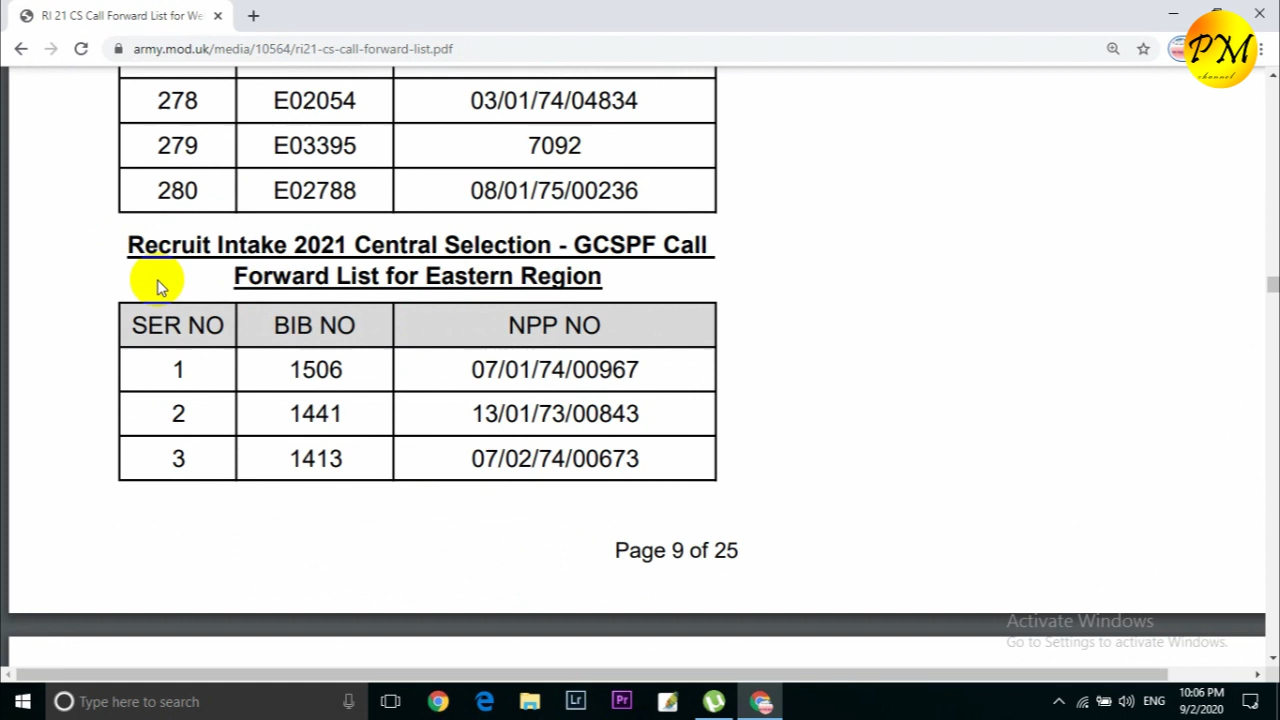 RI 21 CS Call Forward List for We
army.mod.uk/media/10564/ri21-cs-call-forward-list.pdf
PM
channel
278 E02054 03/01/74/04834
279 E03395 7092
280 E02788 08/01/75/00236
Recruit Intake 2021 Central Selection - GCSPF Call
Forward List for Eastern Region
SER NO BIB NO NPP NO
1 1506 07/01/74/00967
2 1441 13/01/73/00843
3 1413 07/02/74/00673
Page 9 of 25
Activate Windows
Go to Settings to activate Windows.
Type here to search
Lr
Pr
ENG
10:06 PM
9/2/2020